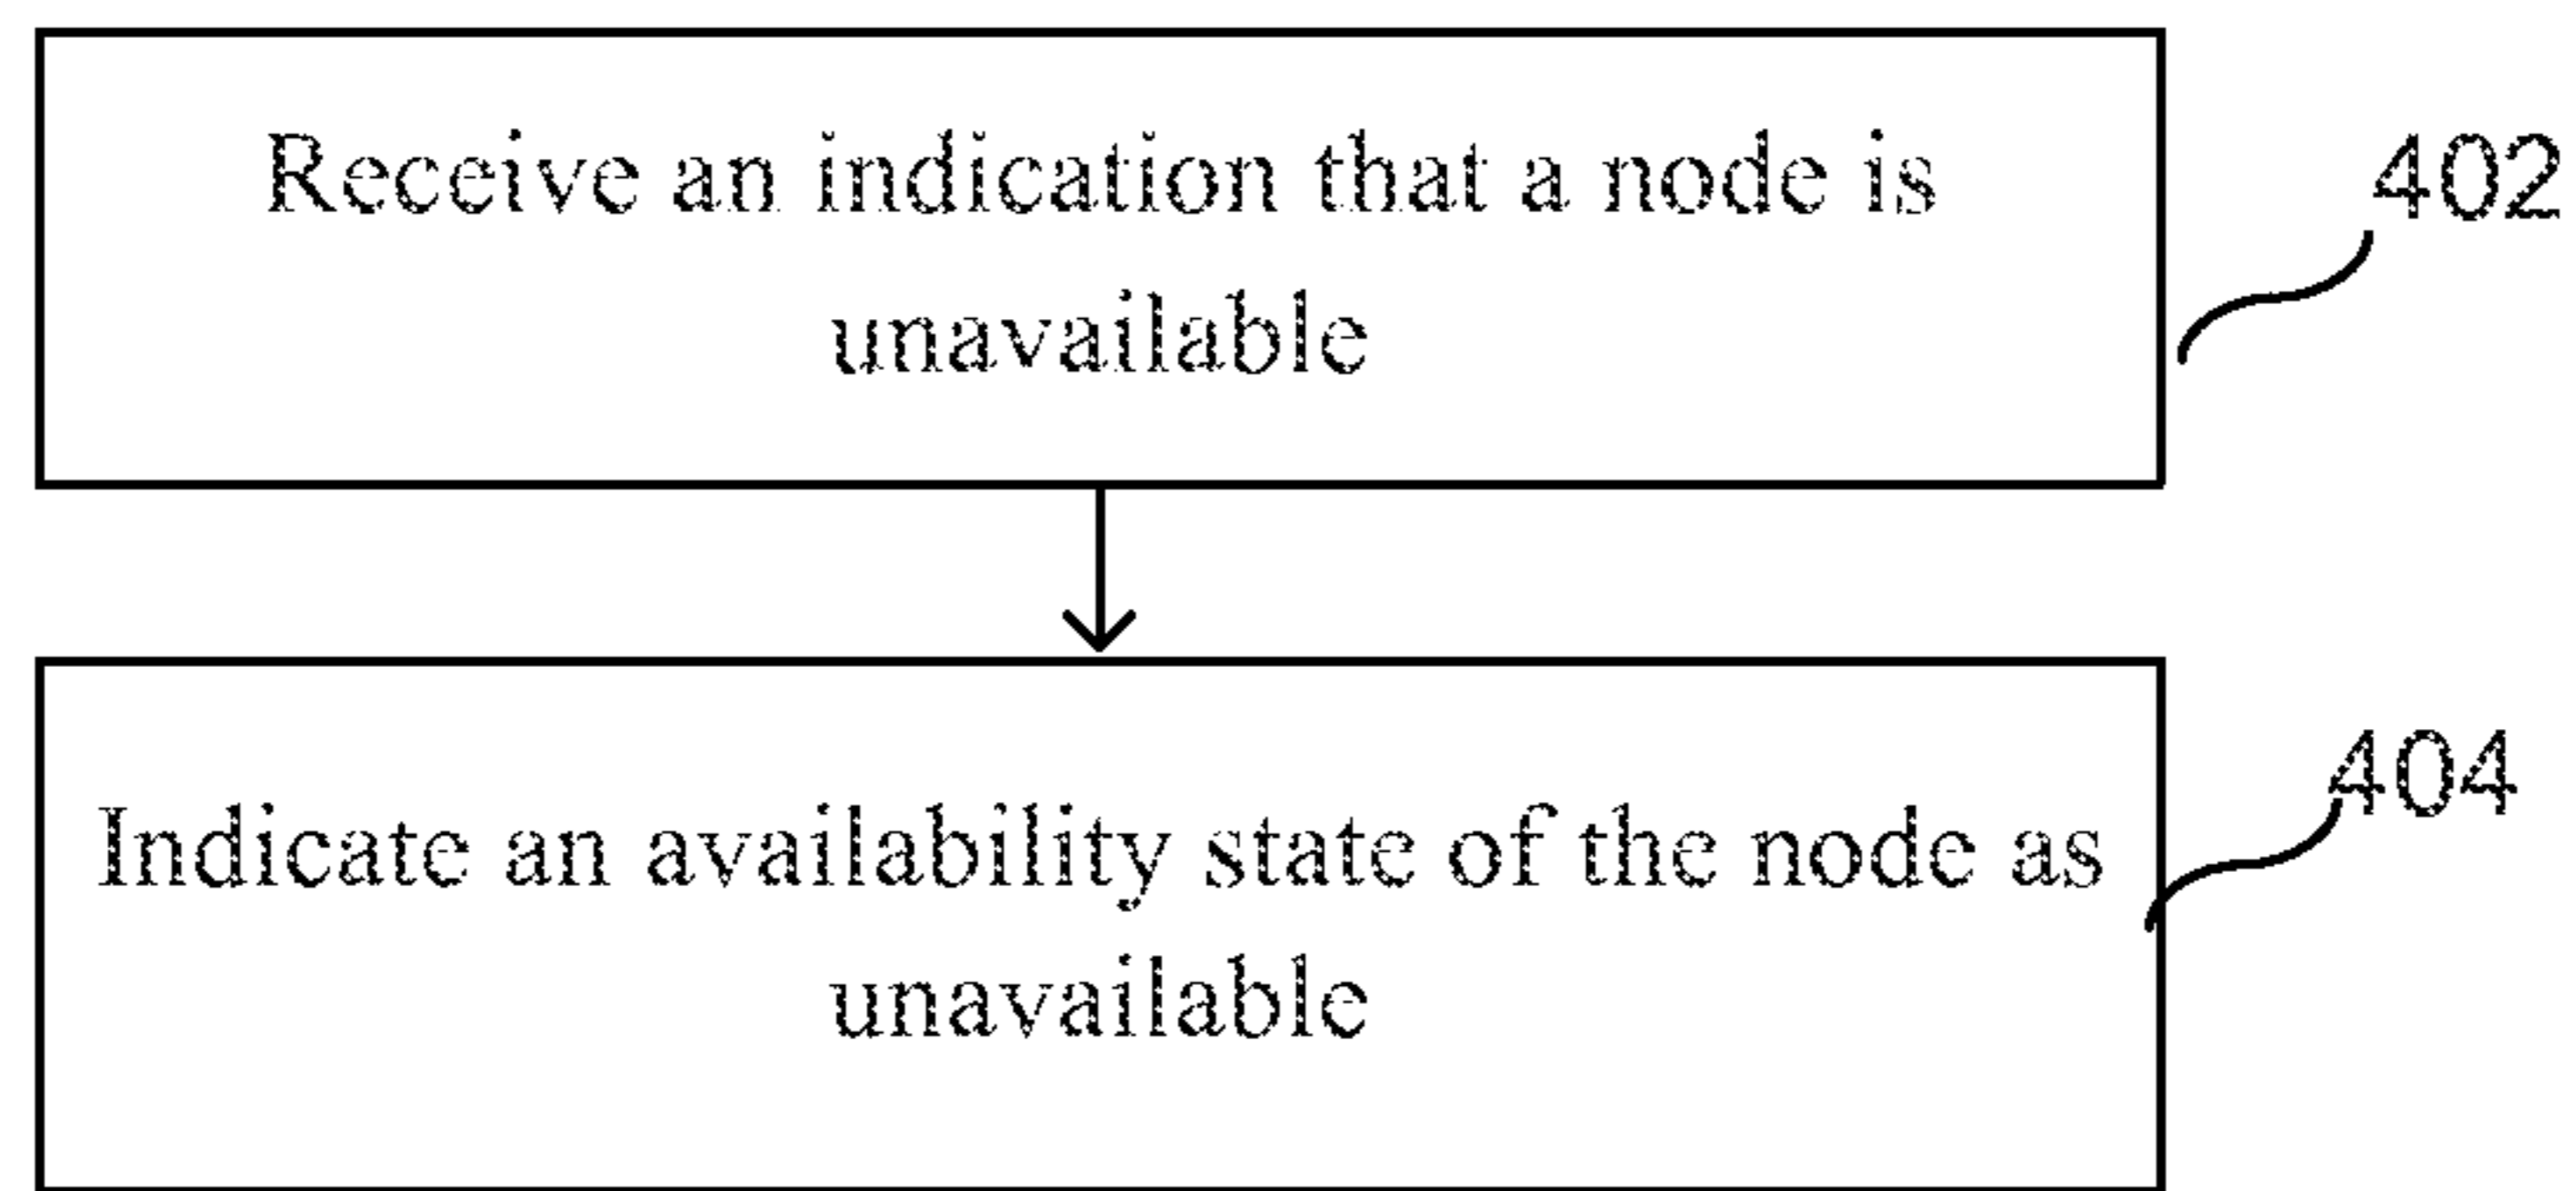 Receive an indication that a node is
unavailable
402
Indicate an availability state of the node as
unavailable
404